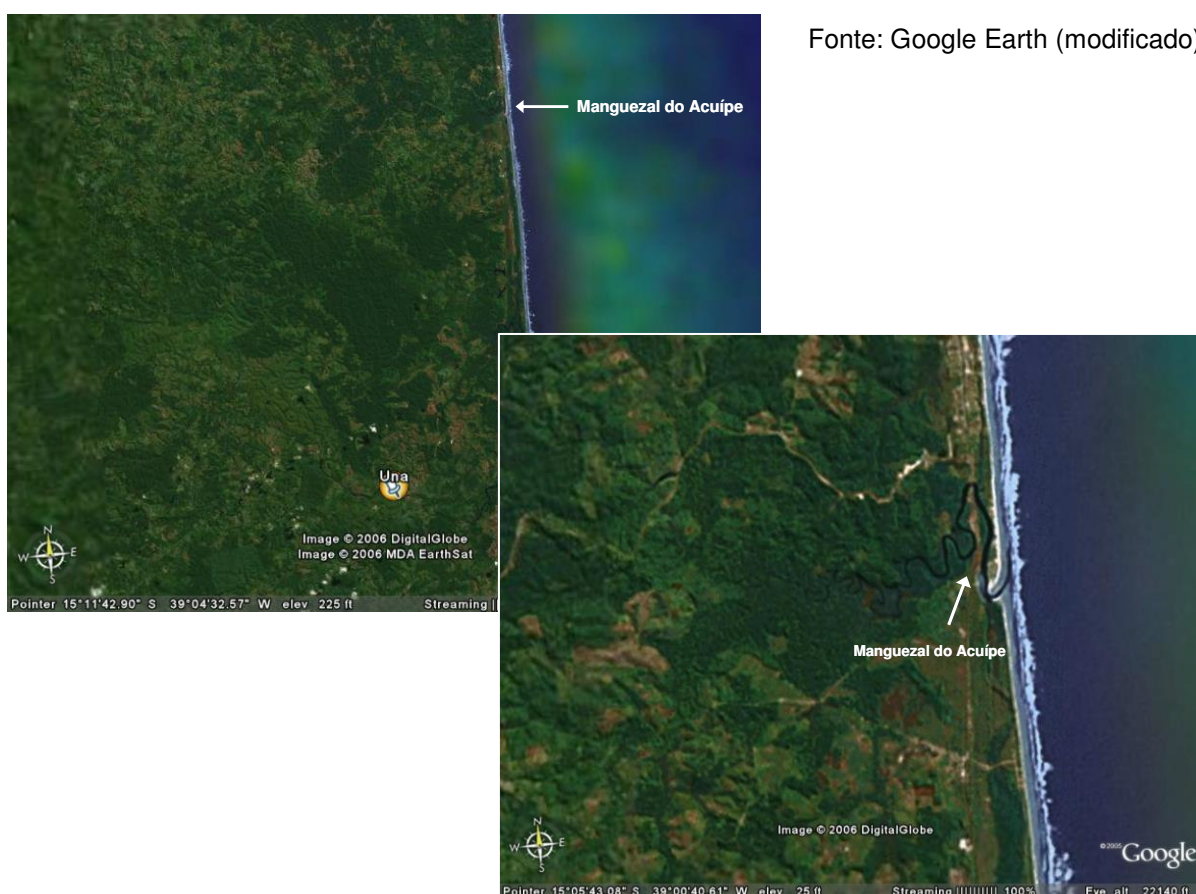 Fonte: Google Earth (modificado)
Manguezal do Acuípe
Una
N
W E
S
Image © 2006 DigitalGlobe
Image © 2006 MDA EarthSat
Pointer 15°11'42.90" S 39°04'32.57" W elev 225 ft Streaming
Manguezal do Acuípe
N
W E
S
Image © 2006 DigitalGlobe
Google
Pointer 15°05'43.08" S 39°00'40.61" W elev 25 ft Streaming ||||||||| 100% Eye alt 22140 ft